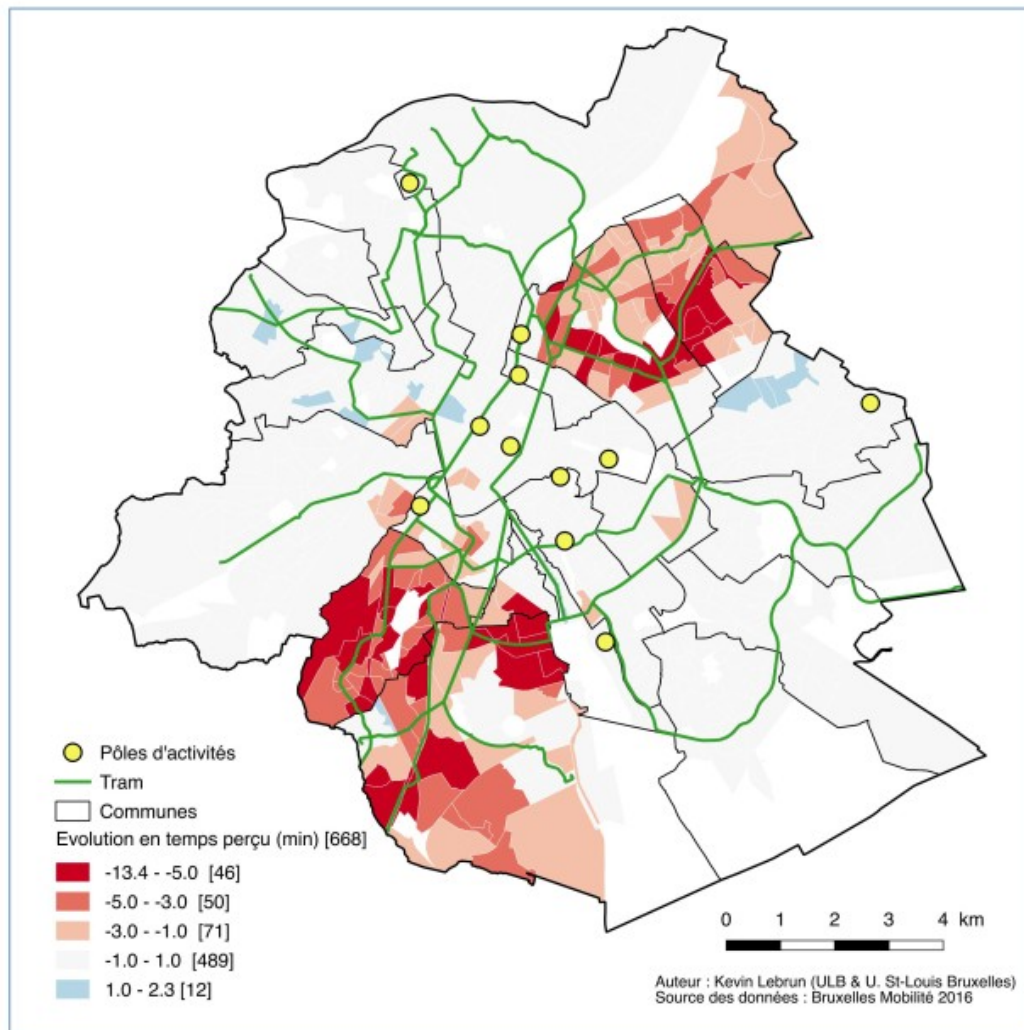 Pôles d'activités
Tram
Communes
Evolution en temps perçu (min) [668]
-13.4 - -5.0 [46]
-5.0 - -3.0 [50]
-3.0 - -1.0 [71]
-1.0 - 1.0 [489]
1.0 - 2.3 [12]
0 1 2 3 4 km
Auteur : Kevin Lebrun (ULB & U. St-Louis Bruxelles)
Source des données : Bruxelles Mobilité 2016